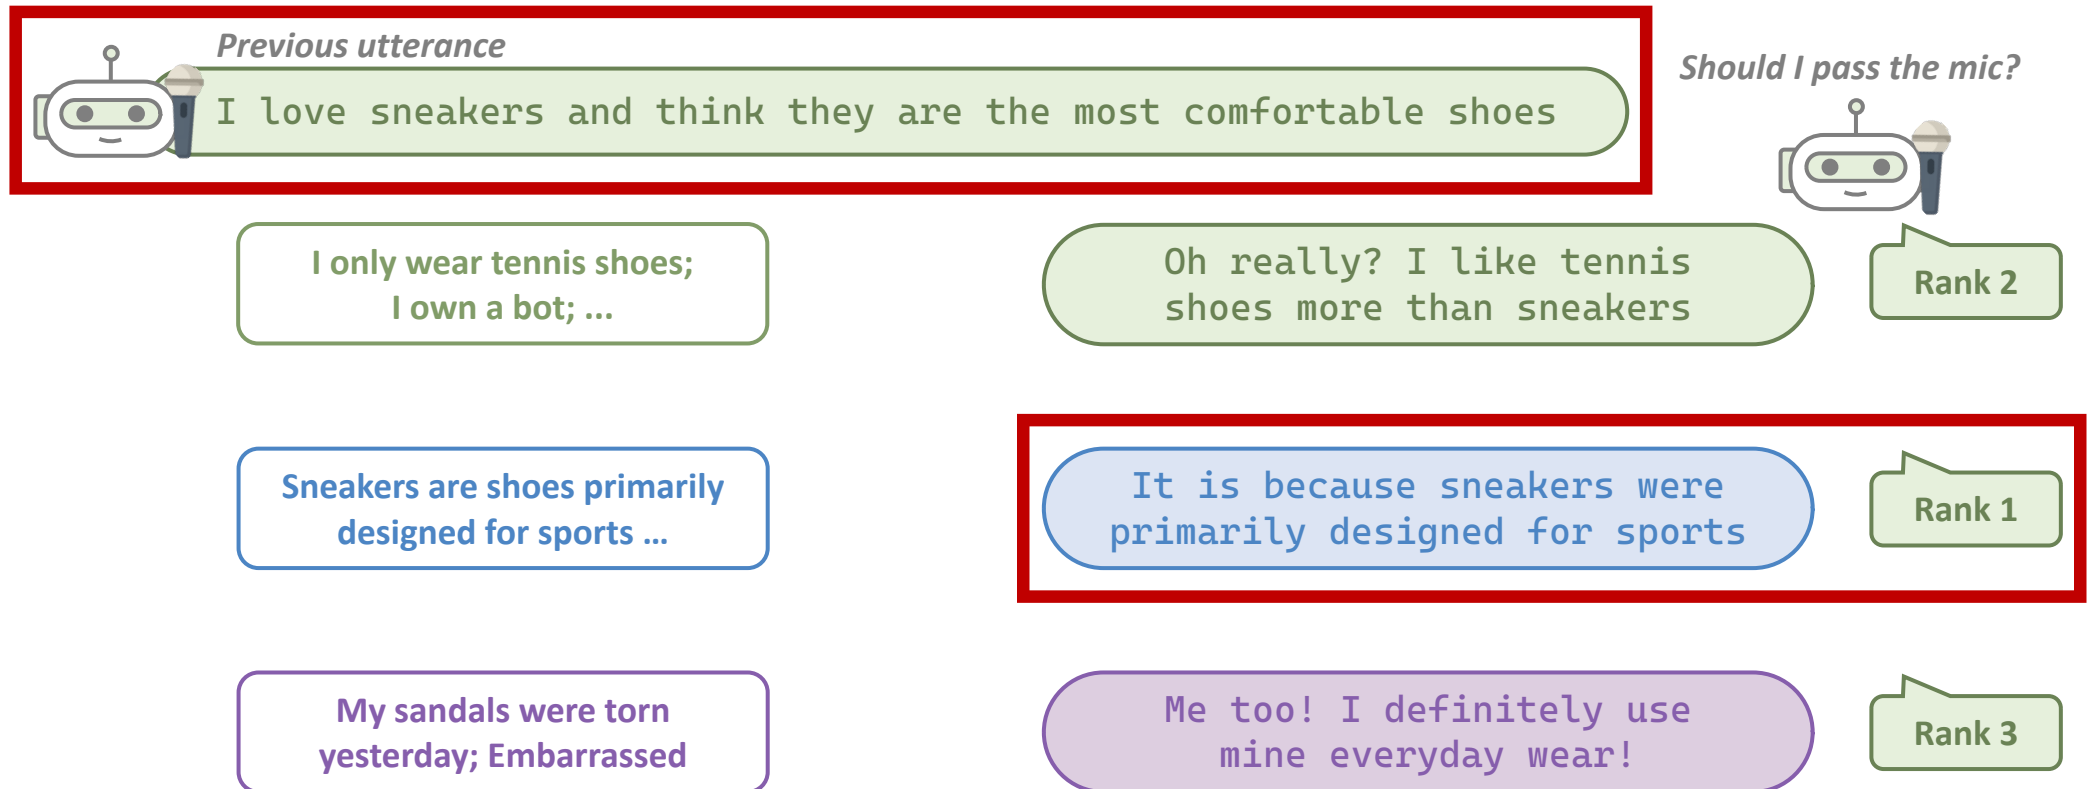 Previous utterance
I love sneakers and think they are the most comfortable shoes
Should I pass the mic?
I only wear tennis shoes;
I own a bot; ...
Oh really? I like tennis
shoes more than sneakers
Rank 2
Sneakers are shoes primarily
designed for sports ...
It is because sneakers were
primarily designed for sports
Rank 1
My sandals were torn
yesterday; Embarrassed
Me too! I definitely use
mine everyday wear!
Rank 3